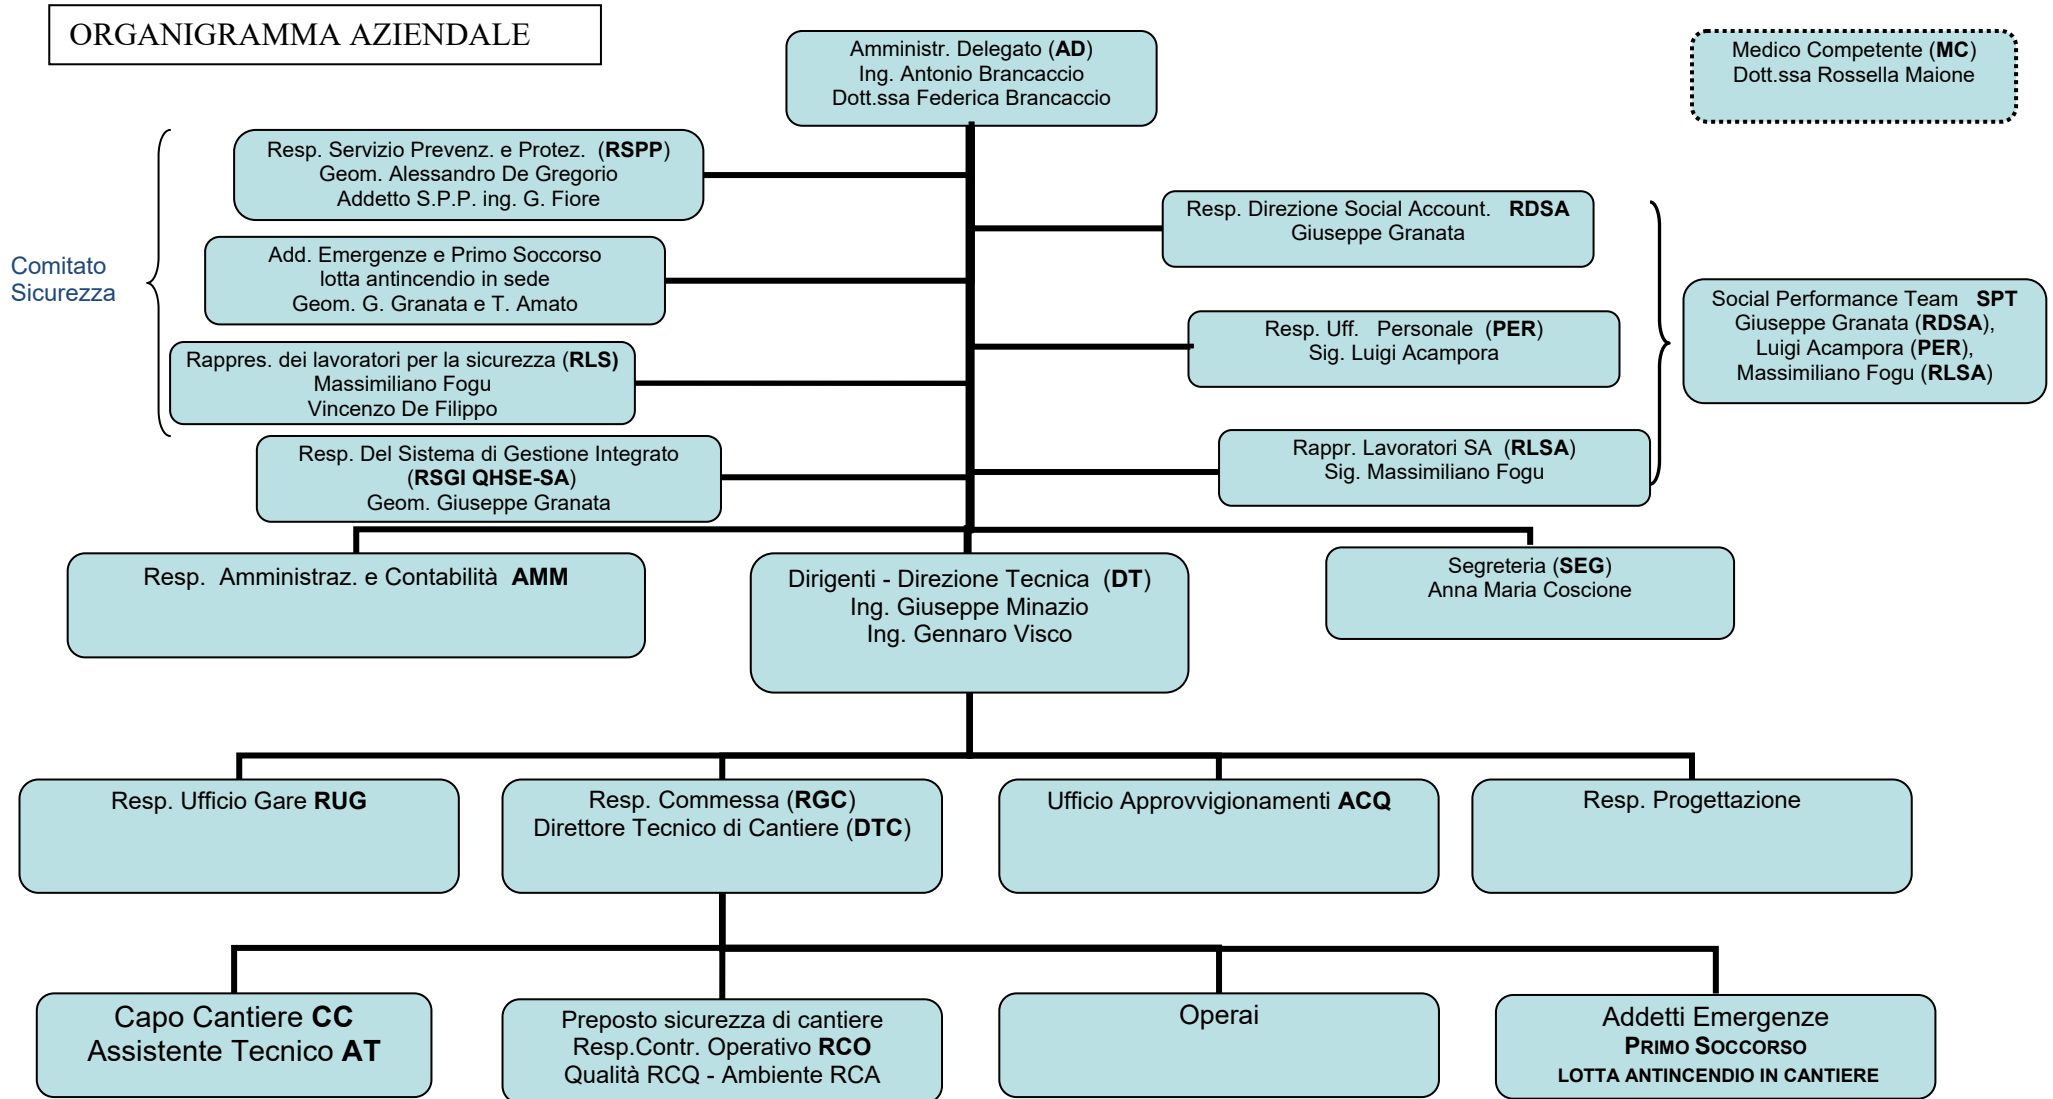 ORGANIGRAMMA AZIENDALE
Amministr. Delegato (AD)
Ing. Antonio Brancaccio
Dott.ssa Federica Brancaccio
Medico Competente (MC)
Dott.ssa Rossella Maione
Comitato
Sicurezza
Resp. Servizio Prevenz. e Protez. (RSPP)
Geom. Alessandro De Gregorio
Addetto S.P.P. ing. G. Fiore
Add. Emergenze e Primo Soccorso
lotta antincendio in sede
Geom. G. Granata e T. Amato
Rappres. dei lavoratori per la sicurezza (RLS)
Massimiliano Fogu
Vincenzo De Filippo
Resp. Del Sistema di Gestione Integrato
(RSGI QHSE-SA)
Geom. Giuseppe Granata
Resp. Direzione Social Account. RDSA
Giuseppe Granata
Resp. Uff. Personale (PER)
Sig. Luigi Acampora
Rappr. Lavoratori SA (RLSA)
Sig. Massimiliano Fogu
Social Performance Team SPT
Giuseppe Granata (RDSA),
Luigi Acampora (PER),
Massimiliano Fogu (RLSA)
Resp. Amministraz. e Contabilità AMM
Dirigenti - Direzione Tecnica (DT)
Ing. Giuseppe Minazio
Ing. Gennaro Visco
Segreteria (SEG)
Anna Maria Coscione
Resp. Ufficio Gare RUG
Resp. Commessa (RGC)
Direttore Tecnico di Cantiere (DTC)
Ufficio Approvvigionamenti ACQ
Resp. Progettazione
Capo Cantiere CC
Assistente Tecnico AT
Preposto sicurezza di cantiere
Resp.Contr. Operativo RCO
Qualità RCQ - Ambiente RCA
Operai
Addetti Emergenze
PRIMO SOCCORSO
LOTTA ANTINCENDIO IN CANTIERE